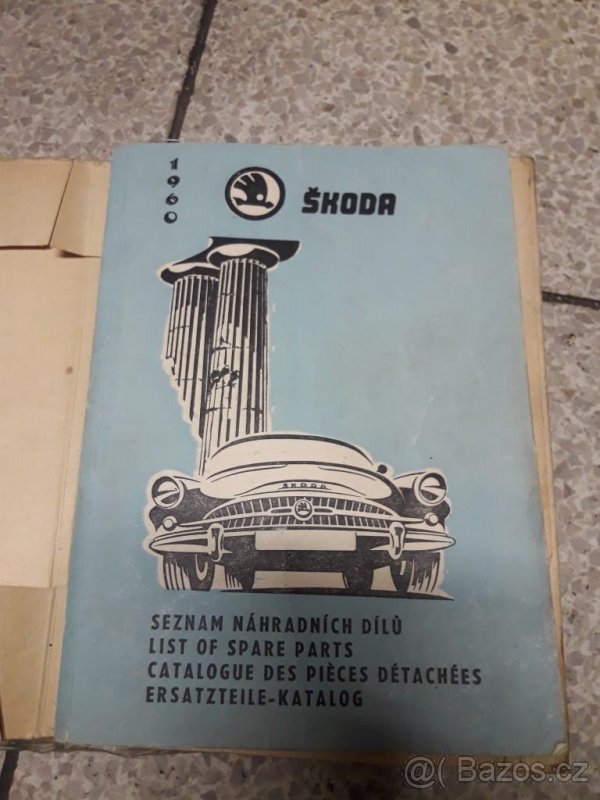 1960
ŠKODA
ŠKODA
SEZNAM NÁHRADNÍCH DÍLŮ
LIST OF SPARE PARTS
CATALOGUE DES PIÈCES DÉTACHÉES
ERSATZTEILE-KATALOG
@( Bazos.cz